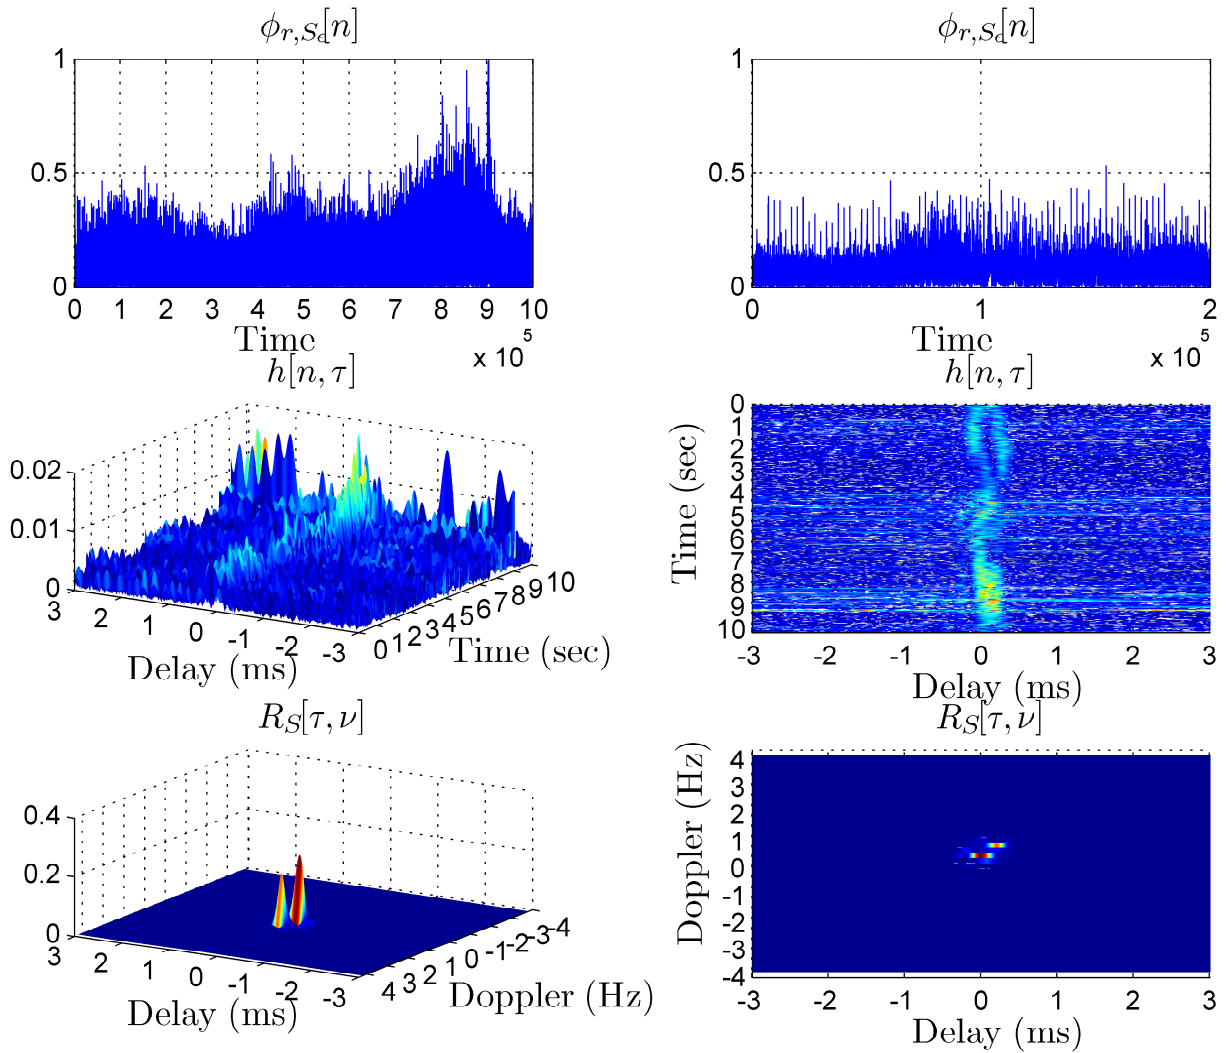 ϕ_{r,S_c}[n]
1
0.5
0
0 1 2 3 4 5 6 7 8 9 10
Time
x 10^5
ϕ_{r,S_c}[n]
1
0.5
0
0 1 2
Time
x 10^5
h[n, τ]
0.02
0.01
0
3 2 1 0 -1 -2 -3
Delay (ms)
0 1 2 3 4 5 6 7 8 9 10
Time (sec)
h[n, τ]
0
1
2
3
4
5
6
7
8
9
10
Time (sec)
-3 -2 -1 0 1 2 3
Delay (ms)
R_S[τ, ν]
0.4
0.2
0
3 2 1 0 -1 -2 -3
Delay (ms)
4 3 2 1 0 -1 -2 -3 -4
Doppler (Hz)
R_S[τ, ν]
4
3
2
1
0
-1
-2
-3
-4
Doppler (Hz)
-3 -2 -1 0 1 2 3
Delay (ms)